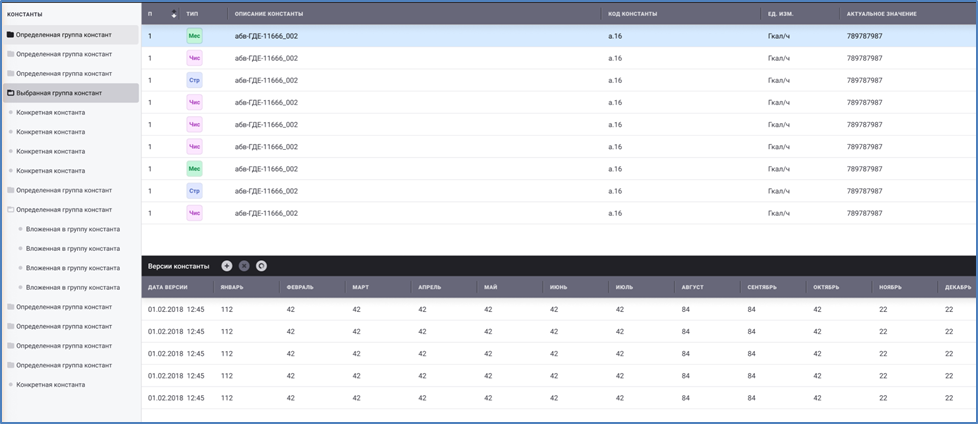 КОНСТАНТЫ
Определенная группа констант
Определенная группа констант
Определенная группа констант
Выбранная группа констант
Конкретная константа
Конкретная константа
Конкретная константа
Конкретная константа
Определенная группа констант
Определенная группа констант
Вложенная в группу константа
Вложенная в группу константа
Вложенная в группу константа
Вложенная в группу константа
Определенная группа констант
Определенная группа констант
Определенная группа констант
Определенная группа констант
Конкретная константа
П ТИП ОПИСАНИЕ КОНСТАНТЫ КОД КОНСТАНТЫ ЕД. ИЗМ. АКТУАЛЬНОЕ ЗНАЧЕНИЕ
1 Мес абв-ГДЕ-11666_002 а.16 Гкал/ч 789787987
1 Чис абв-ГДЕ-11666_002 а.16 Гкал/ч 789787987
1 Стр абв-ГДЕ-11666_002 а.16 Гкал/ч 789787987
1 Чис абв-ГДЕ-11666_002 а.16 Гкал/ч 789787987
1 Чис абв-ГДЕ-11666_002 а.16 Гкал/ч 789787987
1 Чис абв-ГДЕ-11666_002 а.16 Гкал/ч 789787987
1 Мес абв-ГДЕ-11666_002 а.16 Гкал/ч 789787987
1 Стр абв-ГДЕ-11666_002 а.16 Гкал/ч 789787987
1 Чис абв-ГДЕ-11666_002 а.16 Гкал/ч 789787987
Версии константы
ДАТА ВЕРСИИ ЯНВАРЬ ФЕВРАЛЬ МАРТ АПРЕЛЬ МАЙ ИЮНЬ ИЮЛЬ АВГУСТ СЕНТЯБРЬ ОКТЯБРЬ НОЯБРЬ ДЕКАБРЬ
01.02.2018 12:45 112 42 42 42 42 42 42 84 84 42 22 22
01.02.2018 12:45 112 42 42 42 42 42 42 84 84 42 22 22
01.02.2018 12:45 112 42 42 42 42 42 42 84 84 42 22 22
01.02.2018 12:45 112 42 42 42 42 42 42 84 84 42 22 22
01.02.2018 12:45 112 42 42 42 42 42 42 84 84 42 22 22